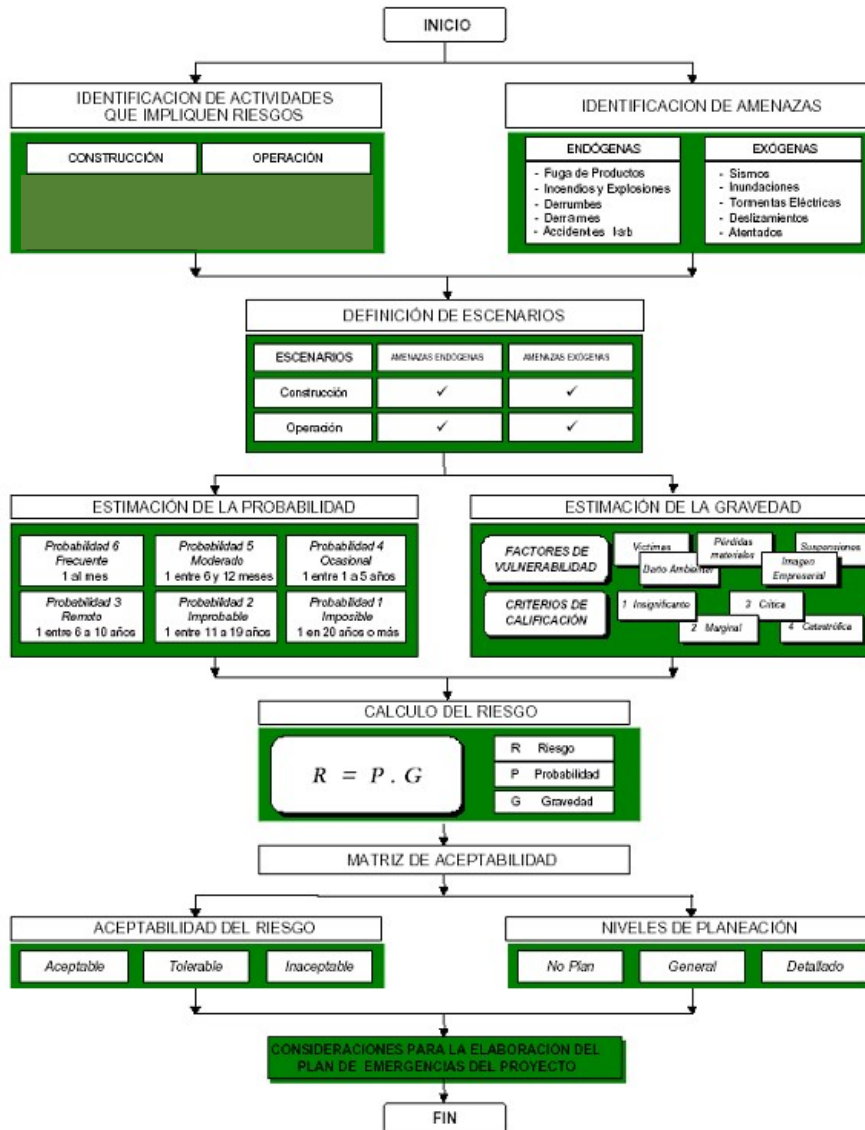 INICIO
IDENTIFICACION DE ACTIVIDADES
QUE IMPLIQUEN RIESGOS
CONSTRUCCIÓN
OPERACIÓN
IDENTIFICACION DE AMENAZAS
ENDÓGENAS
- Fuga de Productos
- Incendios y Explosiones
- Derrumbes
- Derrames
- Accidentes lab
EXÓGENAS
- Sismos
- Inundaciones
- Tormentas Eléctricas
- Deslizamientos
- Atentados
DEFINICIÓN DE ESCENARIOS
ESCENARIOS AMENAZAS ENDÓGENAS AMENAZAS EXÓGENAS
Construcción ✓ ✓
Operación ✓ ✓
ESTIMACIÓN DE LA PROBABILIDAD
Probabilidad 6
Frecuente
1 al mes
Probabilidad 5
Moderado
1 entre 6 y 12 meses
Probabilidad 4
Ocasional
1 entre 1 a 5 años
Probabilidad 3
Remoto
1 entre 6 a 10 años
Probabilidad 2
Improbable
1 entre 11 a 19 años
Probabilidad 1
Imposible
1 en 20 años o más
ESTIMACIÓN DE LA GRAVEDAD
FACTORES DE
VULNERABILIDAD
Víctimas
Daño Ambiental
Pérdidas
materiales
Imagen
Empresarial
Suspensiones
CRITERIOS DE
CALIFICACIÓN
1 Insignificante
2 Marginal
3 Crítica
4 Catastrófica
CALCULO DEL RIESGO
R = P . G
R Riesgo
P Probabilidad
G Gravedad
MATRIZ DE ACEPTABILIDAD
ACEPTABILIDAD DEL RIESGO
Aceptable
Tolerable
Inaceptable
NIVELES DE PLANEACIÓN
No Plan
General
Detallado
CONSIDERACIONES PARA LA ELABORACIÓN DEL
PLAN DE EMERGENCIAS DEL PROYECTO
FIN